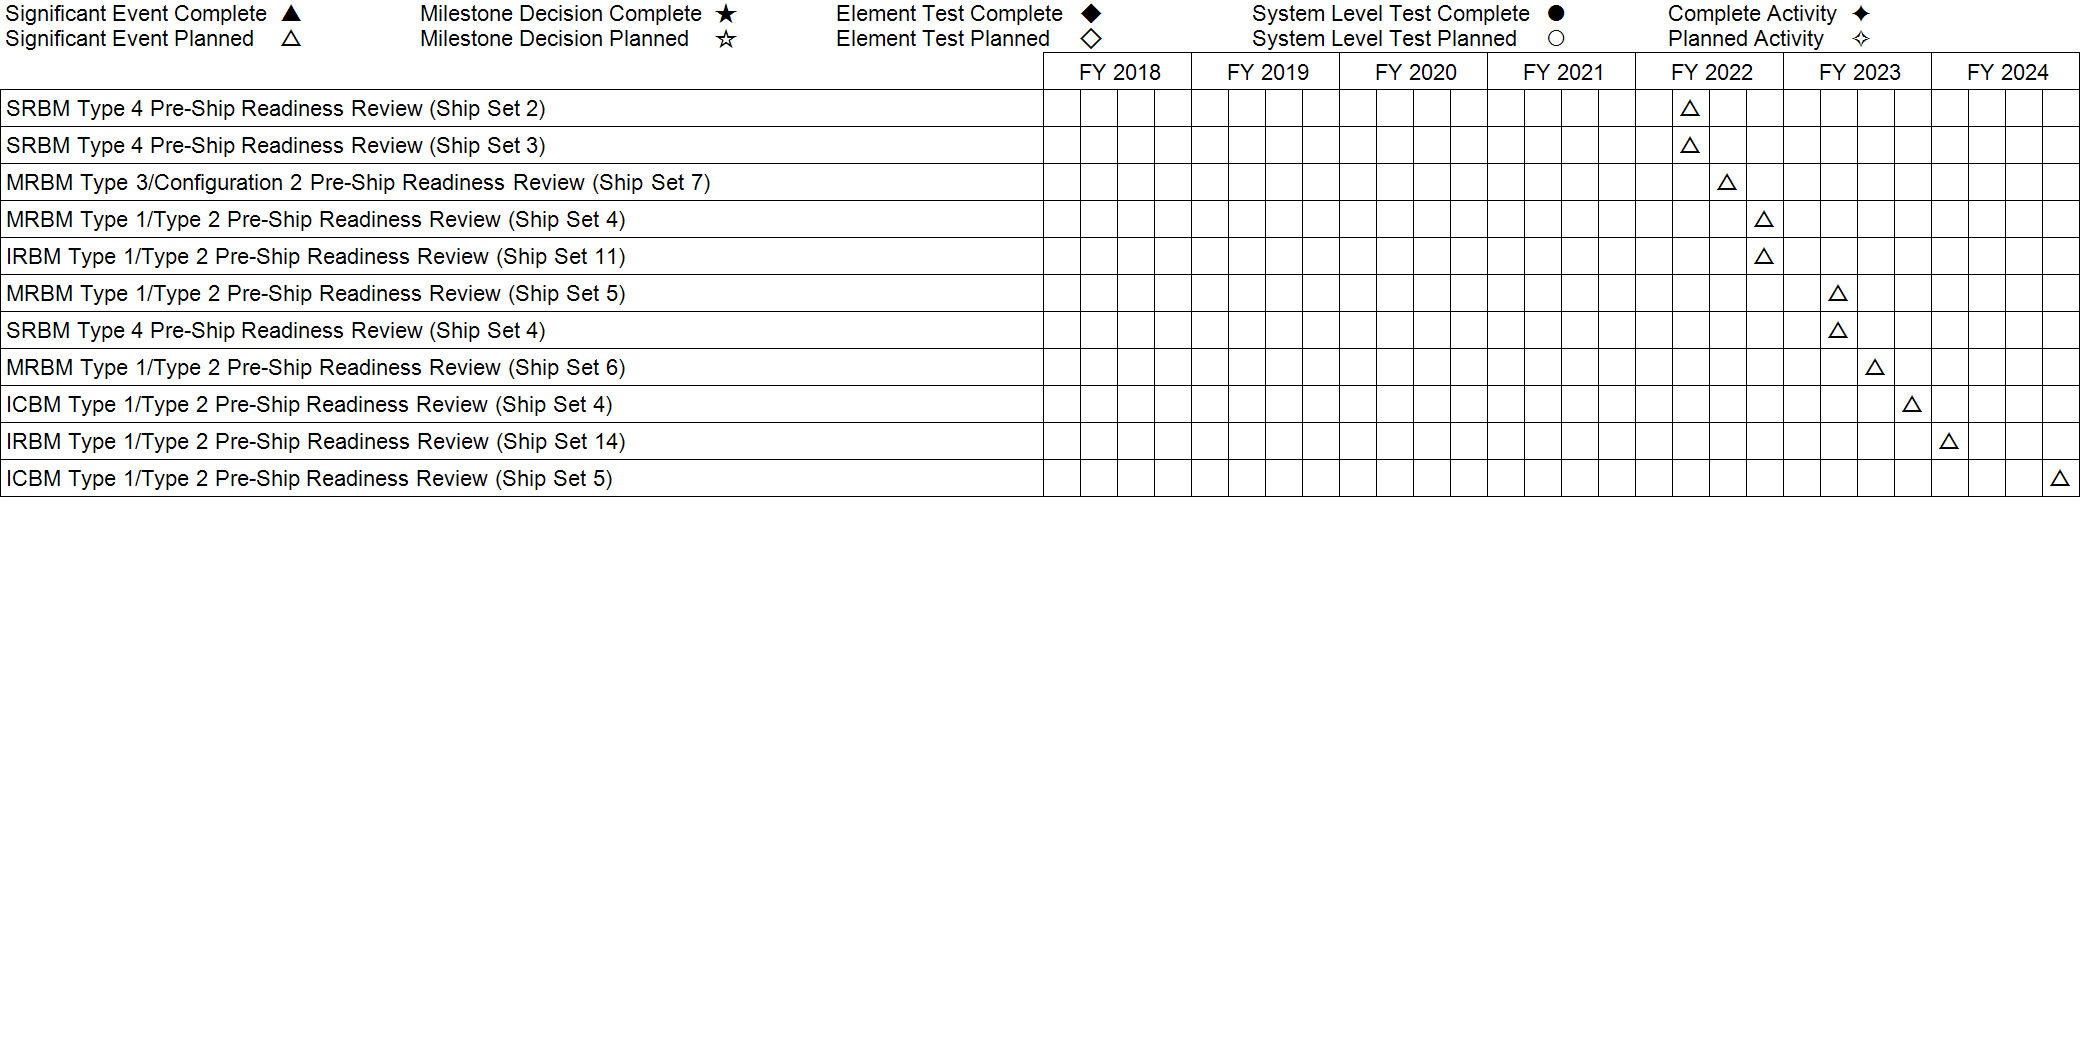 Significant Event Complete ▲ Milestone Decision Complete ★ Element Test Complete ◆ System Level Test Complete ● Complete Activity ✦
Significant Event Planned △ Milestone Decision Planned ☆ Element Test Planned ◇ System Level Test Planned ○ Planned Activity ✧
FY 2018 FY 2019 FY 2020 FY 2021 FY 2022 FY 2023 FY 2024
SRBM Type 4 Pre-Ship Readiness Review (Ship Set 2) △
SRBM Type 4 Pre-Ship Readiness Review (Ship Set 3) △
MRBM Type 3/Configuration 2 Pre-Ship Readiness Review (Ship Set 7) △
MRBM Type 1/Type 2 Pre-Ship Readiness Review (Ship Set 4) △
IRBM Type 1/Type 2 Pre-Ship Readiness Review (Ship Set 11) △
MRBM Type 1/Type 2 Pre-Ship Readiness Review (Ship Set 5) △
SRBM Type 4 Pre-Ship Readiness Review (Ship Set 4) △
MRBM Type 1/Type 2 Pre-Ship Readiness Review (Ship Set 6) △
ICBM Type 1/Type 2 Pre-Ship Readiness Review (Ship Set 4) △
IRBM Type 1/Type 2 Pre-Ship Readiness Review (Ship Set 14) △
ICBM Type 1/Type 2 Pre-Ship Readiness Review (Ship Set 5) △